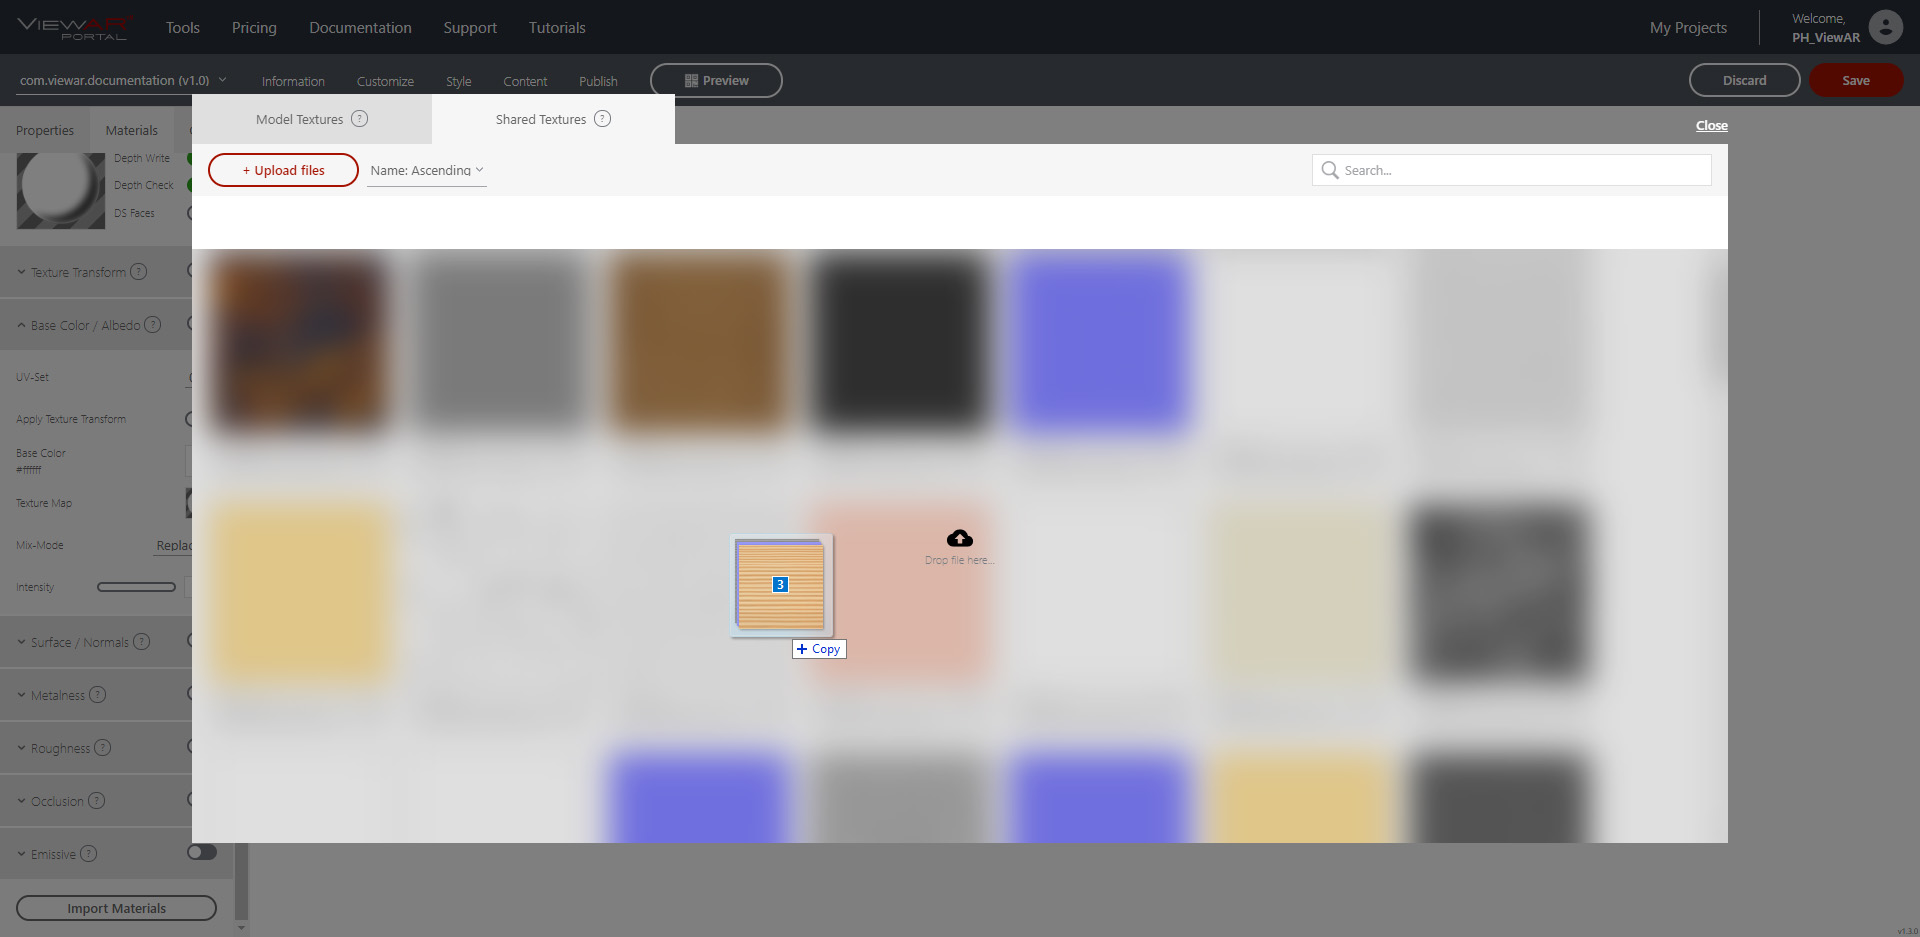 VIEWAR PORTAL
Tools
Pricing
Documentation
Support
Tutorials
My Projects
Welcome,
PH_ViewAR
com.viewar.documentation (v1.0)
Information
Customize
Style
Content
Publish
Preview
Discard
Save
Properties
Materials
Model Textures ?
Shared Textures ?
Close
+ Upload files
Name: Ascending
Search...
Depth Write
Depth Check
DS Faces
Texture Transform ?
Base Color / Albedo ?
UV-Set
Apply Texture Transform
Base Color
#ffffff
Texture Map
Mix-Mode
Replac
Intensity
Surface / Normals ?
Metalness ?
Roughness ?
Occlusion ?
Emissive ?
Import Materials
Drop file here...
3
+ Copy
v1.3.0